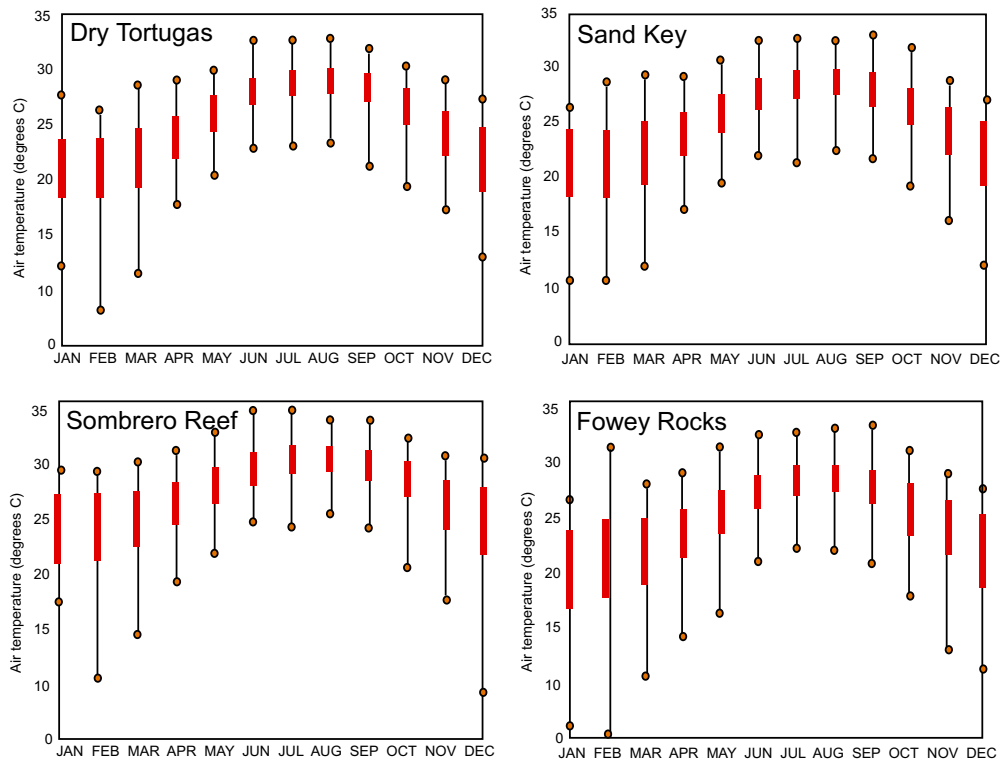 Dry Tortugas
Air temperature (degrees C)
35
30
25
20
15
10
0
JAN FEB MAR APR MAY JUN JUL AUG SEP OCT NOV DEC
Sand Key
Air temperature (degrees C)
35
30
25
20
15
10
0
JAN FEB MAR APR MAY JUN JUL AUG SEP OCT NOV DEC
Sombrero Reef
Air temperature (degrees C)
35
30
25
20
15
10
0
JAN FEB MAR APR MAY JUN JUL AUG SEP OCT NOV DEC
Fowey Rocks
Air temperature (degrees C)
35
30
25
20
15
10
0
JAN FEB MAR APR MAY JUN JUL AUG SEP OCT NOV DEC